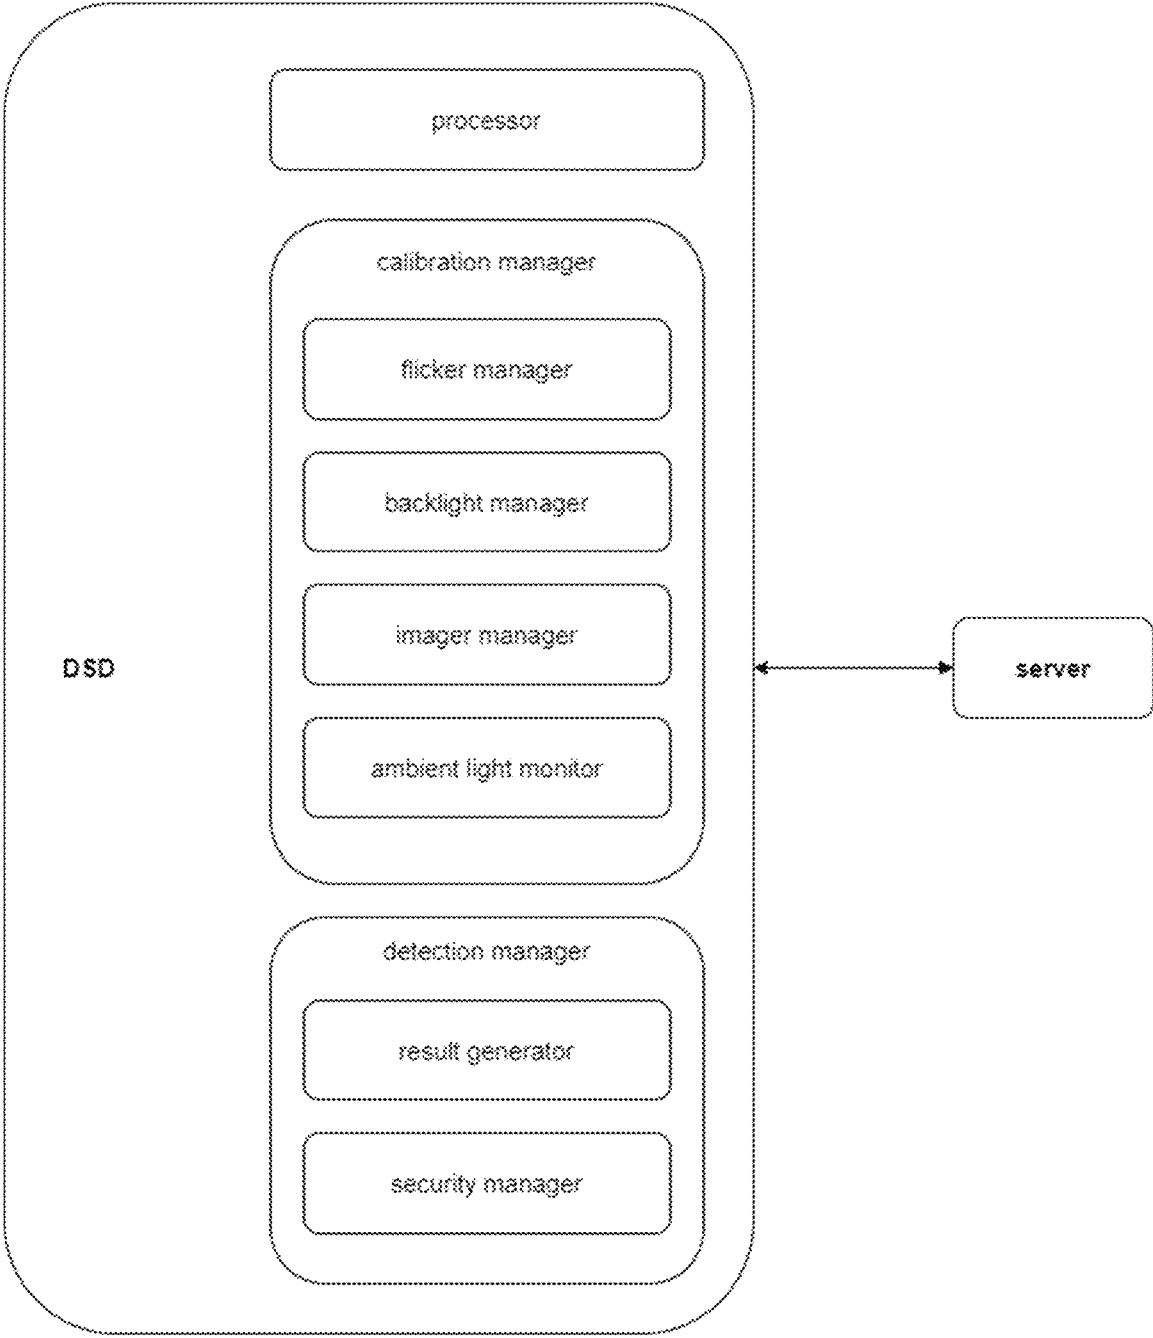 processor
calibration manager
flicker manager
backlight manager
imager manager
DSD
server
ambient light monitor
detection manager
result generator
security manager